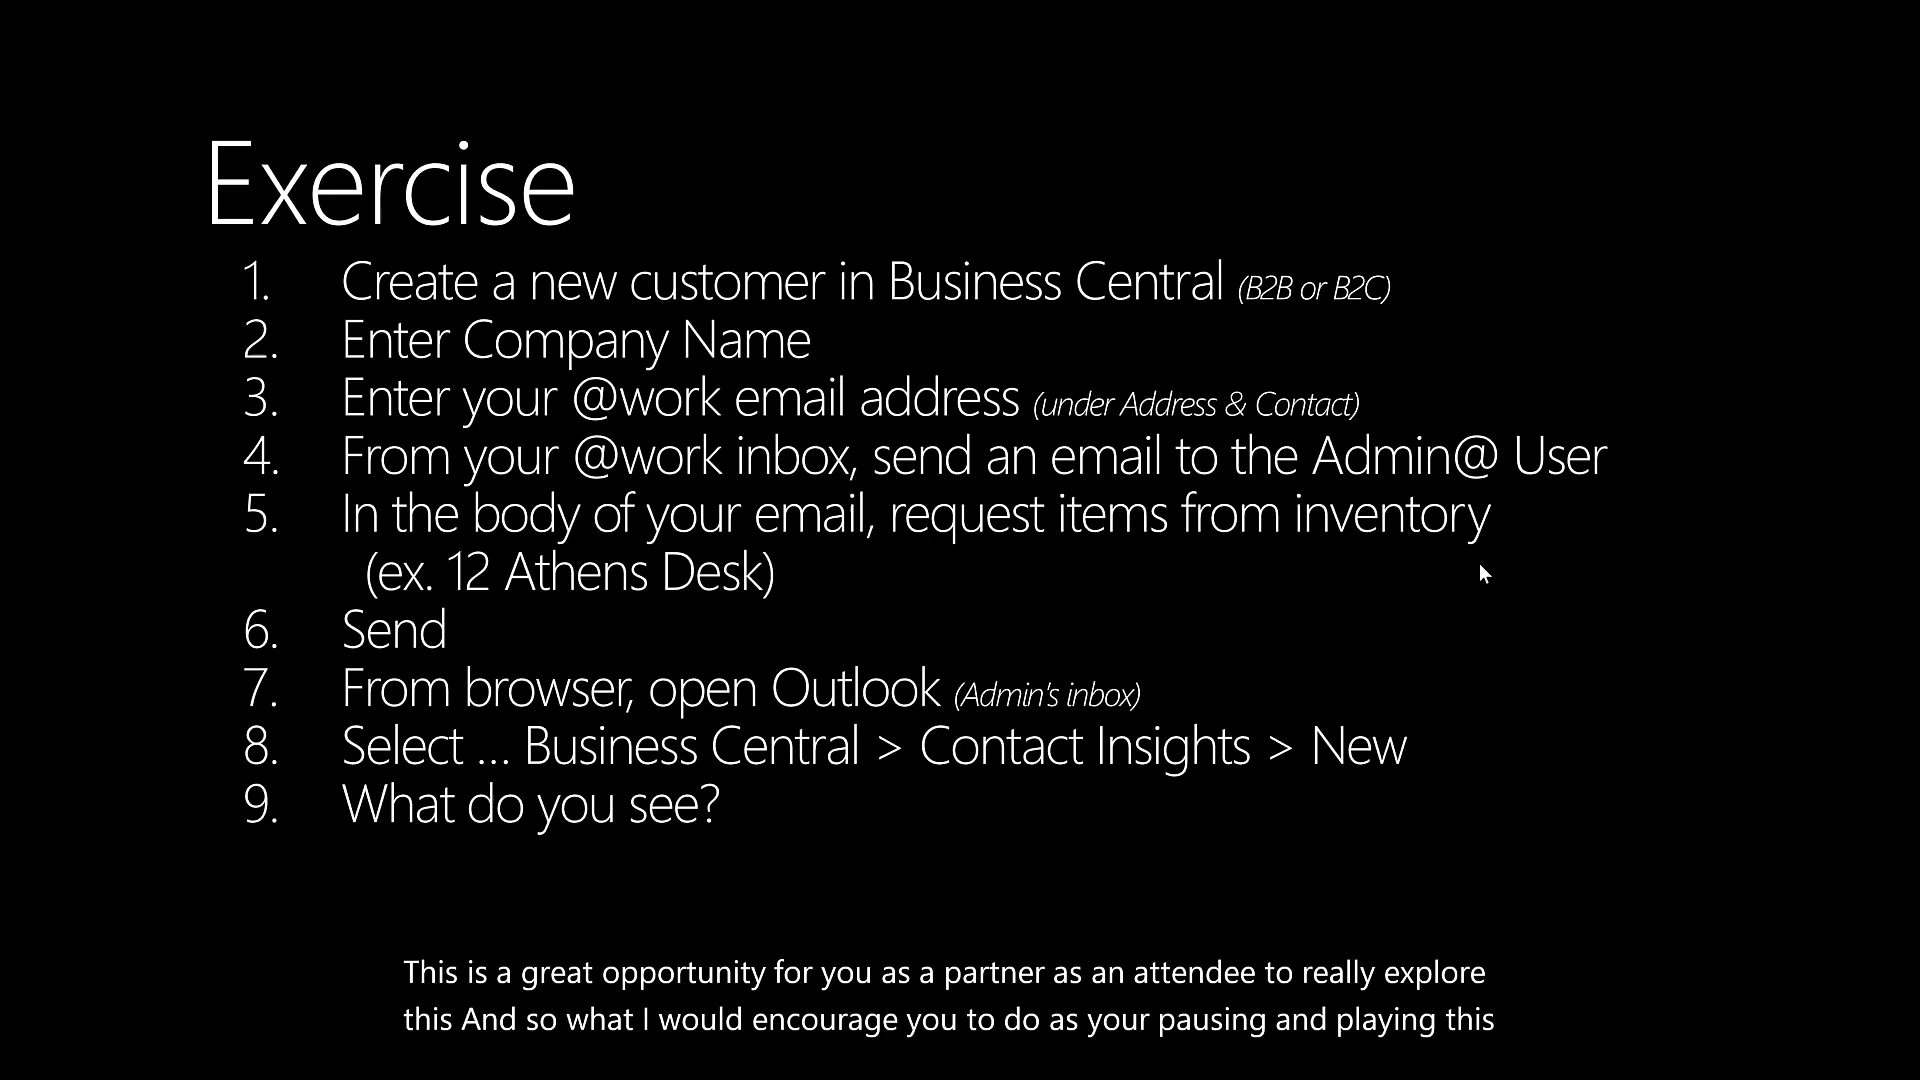 Exercise
1. Create a new customer in Business Central (B2B or B2C)
2. Enter Company Name
3. Enter your @work email address (under Address & Contact)
4. From your @work inbox, send an email to the Admin@ User
5. In the body of your email, request items from inventory
(ex. 12 Athens Desk)
6. Send
7. From browser, open Outlook (Admin's inbox)
8. Select ... Business Central > Contact Insights > New
9. What do you see?
This is a great opportunity for you as a partner as an attendee to really explore
this And so what I would encourage you to do as your pausing and playing this